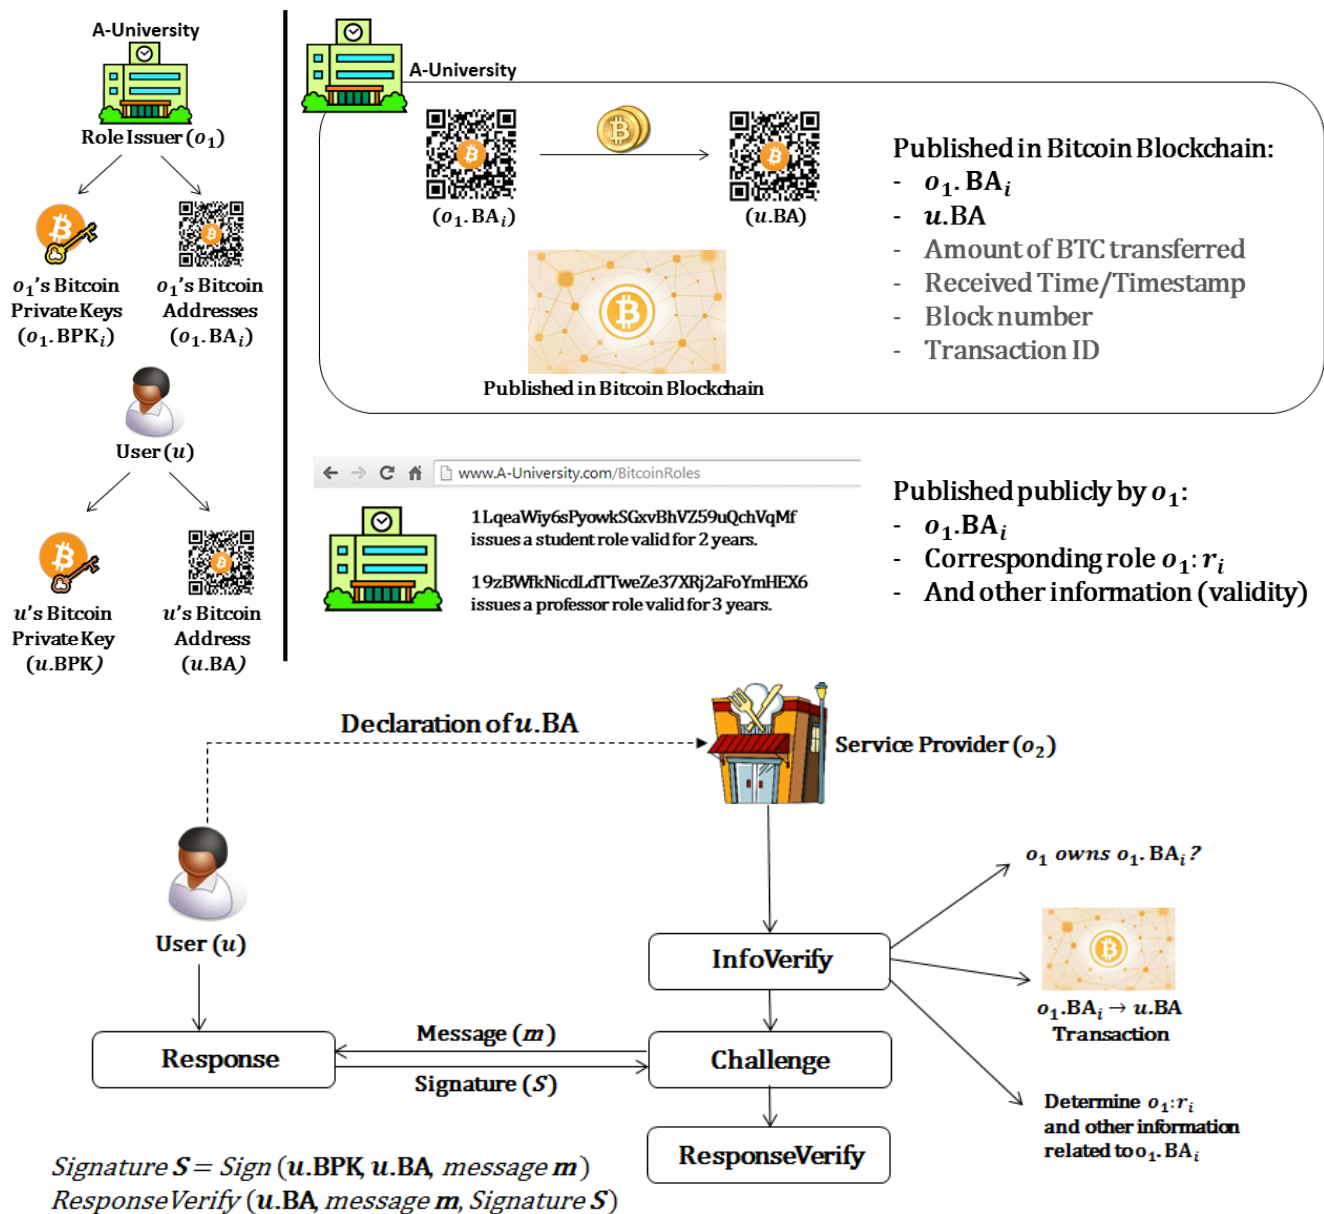 A-University
Role Issuer (o₁)
o₁'s Bitcoin
Private Keys
(o₁.BPKᵢ)
o₁'s Bitcoin
Addresses
(o₁.BAᵢ)
User (u)
u's Bitcoin
Private Key
(u.BPK)
u's Bitcoin
Address
(u.BA)
A-University
(o₁.BAᵢ)
(u.BA)
Published in Bitcoin Blockchain
Published in Bitcoin Blockchain:
- o₁.BAᵢ
- u.BA
- Amount of BTC transferred
- Received Time/Timestamp
- Block number
- Transaction ID
www.A-University.com/BitcoinRoles
1LqeaWiy6sPyowkSGxvBhVZ59uQchVqMf
issues a student role valid for 2 years.
19zBWfkNicdLdTTweZe37XRj2aFoYmHEX6
issues a professor role valid for 3 years.
Published publicly by o₁:
- o₁.BAᵢ
- Corresponding role o₁:rᵢ
- And other information (validity)
Declaration of u.BA
Service Provider (o₂)
User (u)
InfoVerify
o₁ owns o₁.BAᵢ?
o₁.BAᵢ → u.BA
Transaction
Determine o₁:rᵢ
and other information
related to o₁.BAᵢ
Response
Message (m)
Signature (S)
Challenge
ResponseVerify
Signature S = Sign (u.BPK, u.BA, message m)
ResponseVerify (u.BA, message m, Signature S)